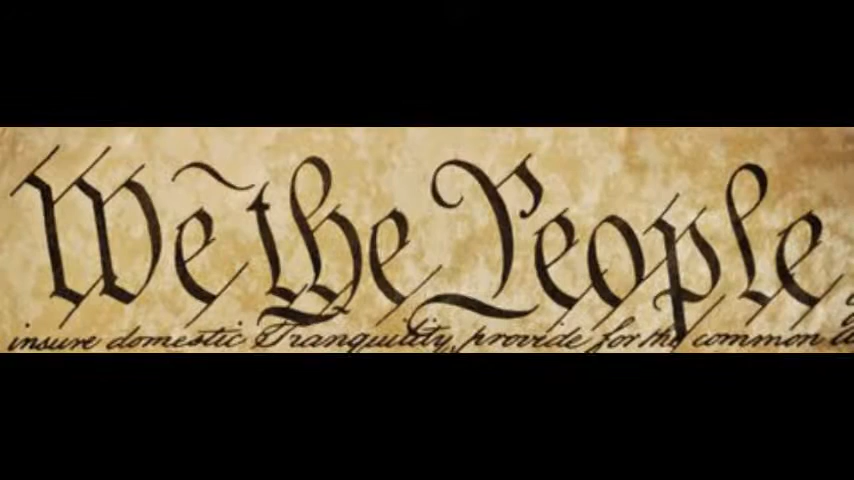 We the People
insure domestic Tranquility, provide for the common